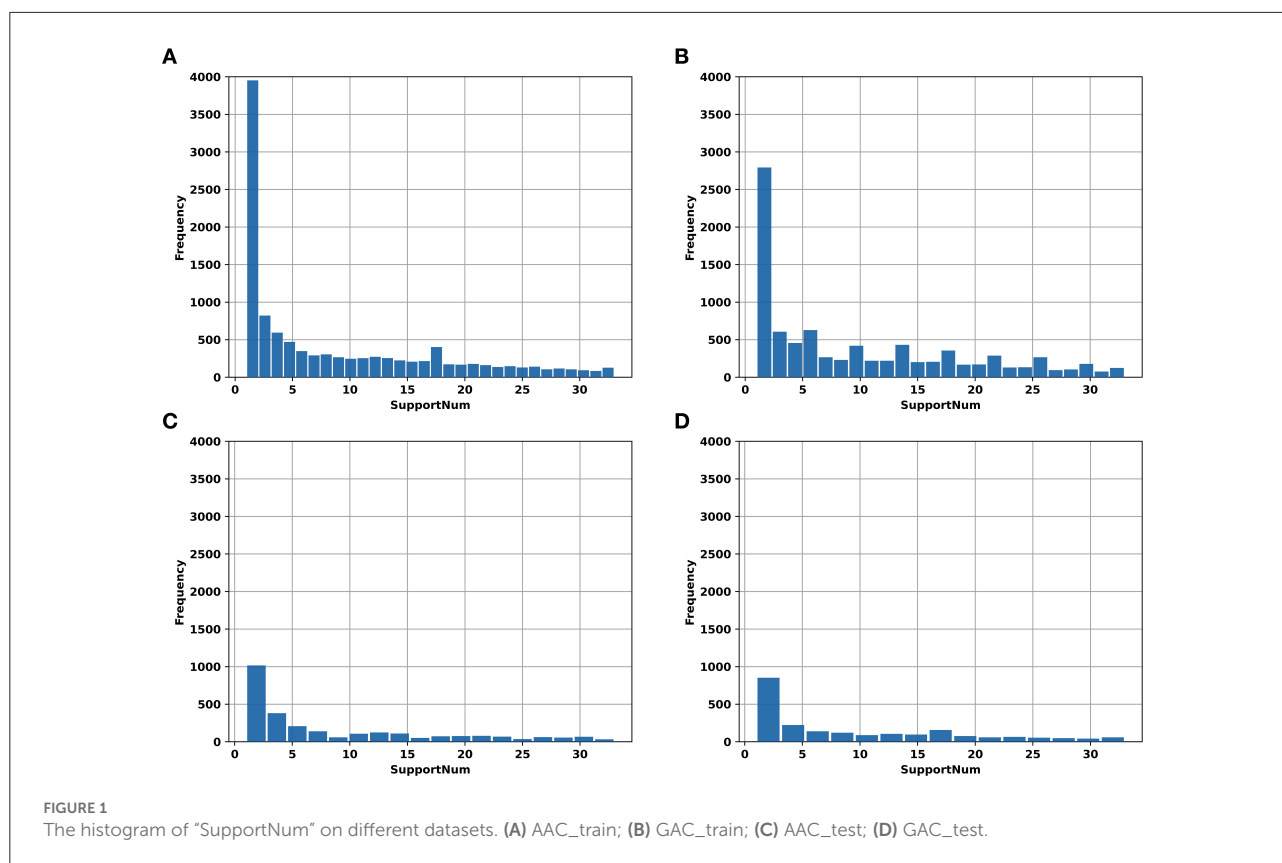 A
4000
3500
3000
2500
2000
1500
1000
500
0
Frequency
0 5 10 15 20 25 30
SupportNum
B
4000
3500
3000
2500
2000
1500
1000
500
0
Frequency
0 5 10 15 20 25 30
SupportNum
C
4000
3500
3000
2500
2000
1500
1000
500
0
Frequency
0 5 10 15 20 25 30
SupportNum
D
4000
3500
3000
2500
2000
1500
1000
500
0
Frequency
0 5 10 15 20 25 30
SupportNum
FIGURE 1
The histogram of "SupportNum" on different datasets. (A) AAC_train; (B) GAC_train; (C) AAC_test; (D) GAC_test.